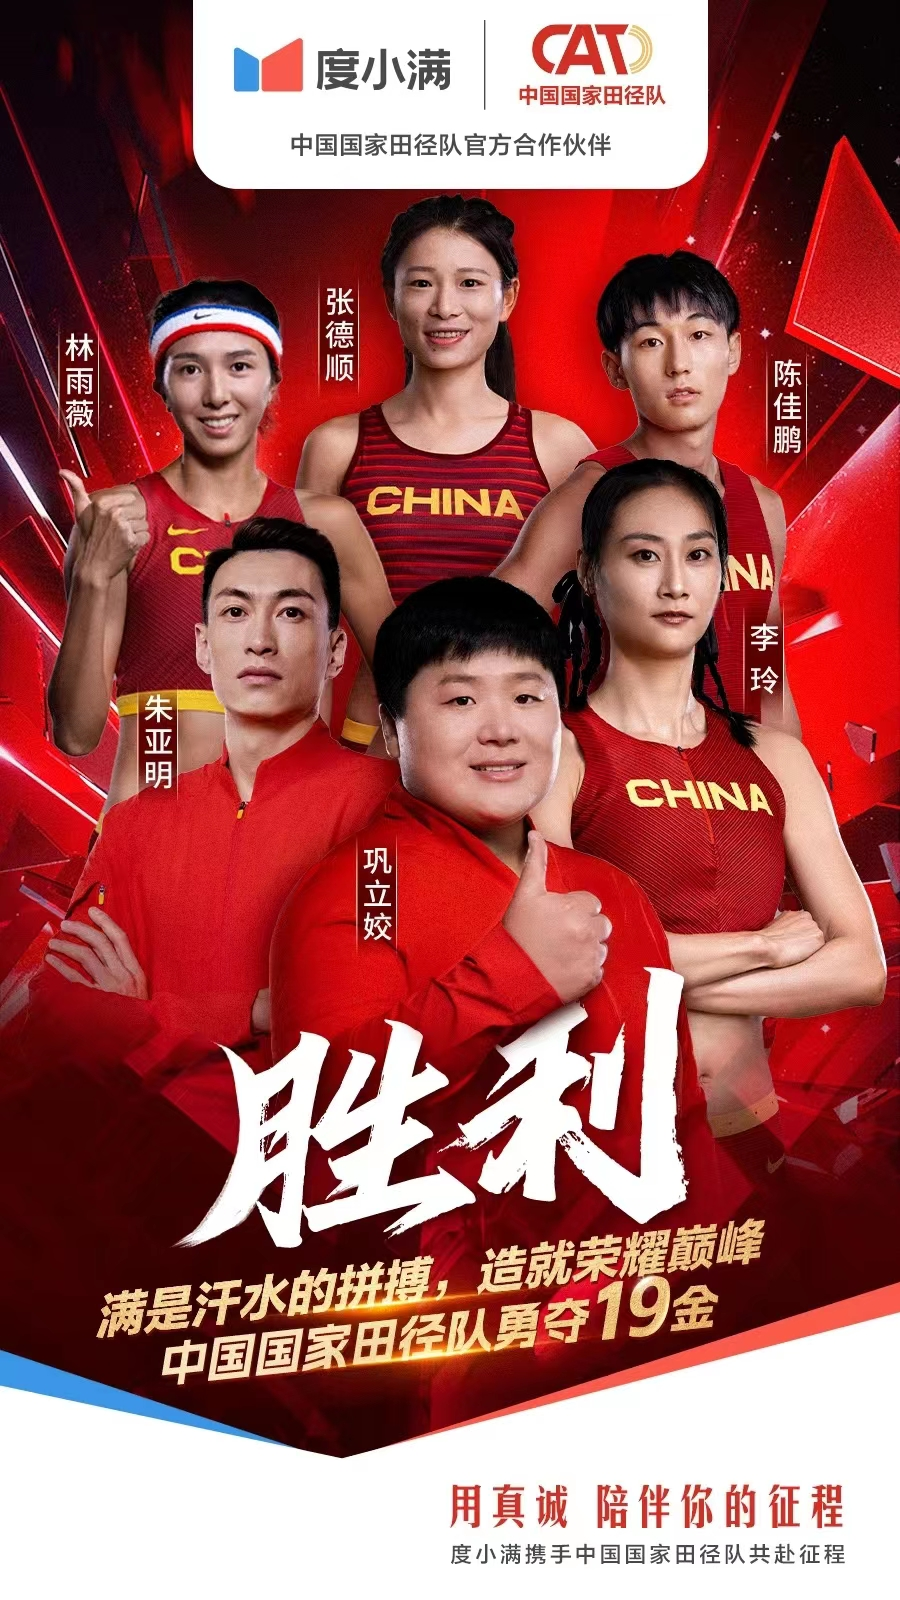 度小满
CAT
中国国家田径队
中国国家田径队官方合作伙伴
林雨薇
张德顺
陈佳鹏
CHINA
C
INA
李玲
朱亚明
CHINA
巩立姣
胜利
满是汗水的拼搏，造就荣耀巅峰
中国国家田径队勇夺19金
用真诚 陪伴你的征程
度小满携手中国国家田径队共赴征程